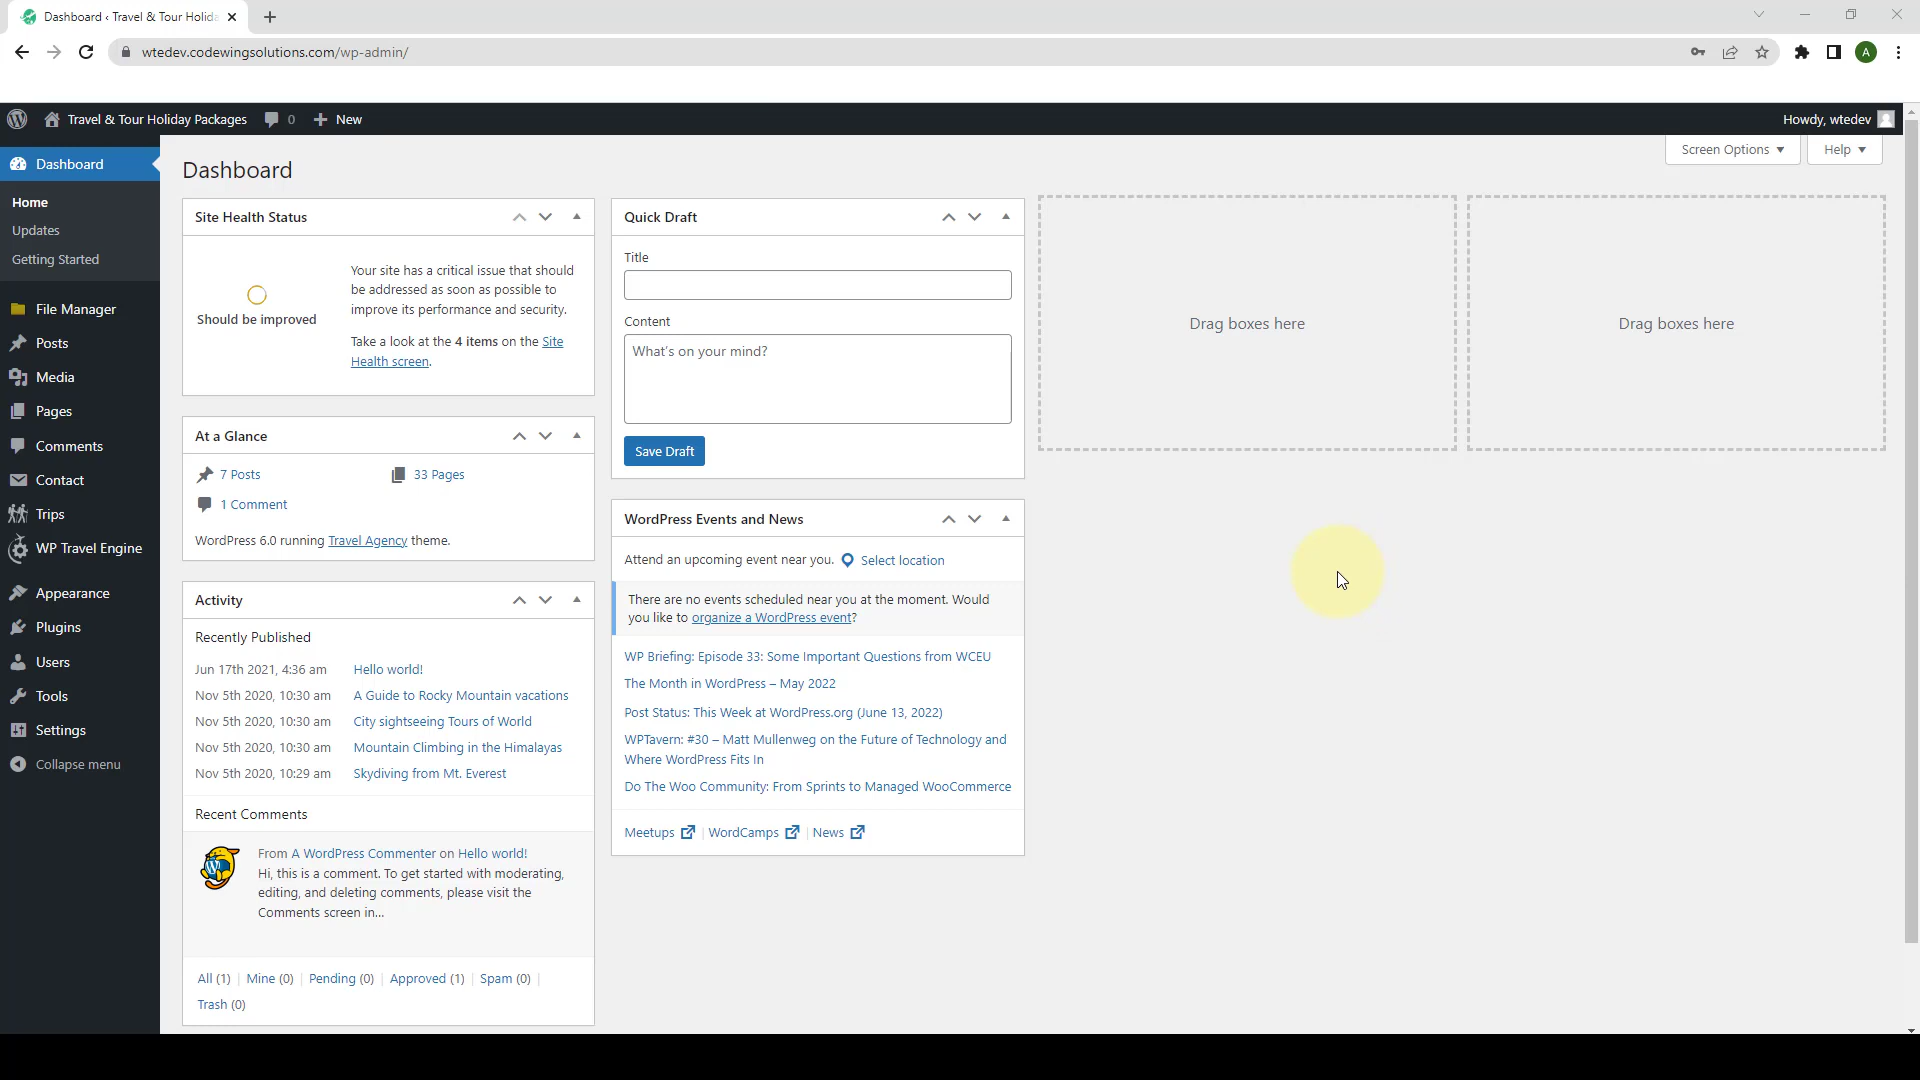 Dashboard ‹ Travel & Tour Holida
wtedev.codewingsolutions.com/wp-admin/
A
Travel & Tour Holiday Packages
0
New
Howdy, wtedev
Screen Options
Help
Dashboard
Home
Updates
Getting Started
File Manager
Posts
Media
Pages
Comments
Contact
Trips
WP Travel Engine
Appearance
Plugins
Users
Tools
Settings
Collapse menu
Dashboard
Site Health Status
Should be improved
Your site has a critical issue that should
be addressed as soon as possible to
improve its performance and security.
Take a look at the 4 items on the Site
Health screen.
At a Glance
7 Posts
33 Pages
1 Comment
WordPress 6.0 running Travel Agency theme.
Activity
Recently Published
Jun 17th 2021, 4:36 am Hello world!
Nov 5th 2020, 10:30 am A Guide to Rocky Mountain vacations
Nov 5th 2020, 10:30 am City sightseeing Tours of World
Nov 5th 2020, 10:30 am Mountain Climbing in the Himalayas
Nov 5th 2020, 10:29 am Skydiving from Mt. Everest
Recent Comments
From A WordPress Commenter on Hello world!
Hi, this is a comment. To get started with moderating,
editing, and deleting comments, please visit the
Comments screen in…
All (1) | Mine (0) | Pending (0) | Approved (1) | Spam (0) |
Trash (0)
Quick Draft
Title
Content
What's on your mind?
Save Draft
WordPress Events and News
Attend an upcoming event near you. Select location
There are no events scheduled near you at the moment. Would
you like to organize a WordPress event?
WP Briefing: Episode 33: Some Important Questions from WCEU
The Month in WordPress – May 2022
Post Status: This Week at WordPress.org (June 13, 2022)
WPTavern: #30 – Matt Mullenweg on the Future of Technology and
Where WordPress Fits In
Do The Woo Community: From Sprints to Managed WooCommerce
Meetups | WordCamps | News
Drag boxes here
Drag boxes here